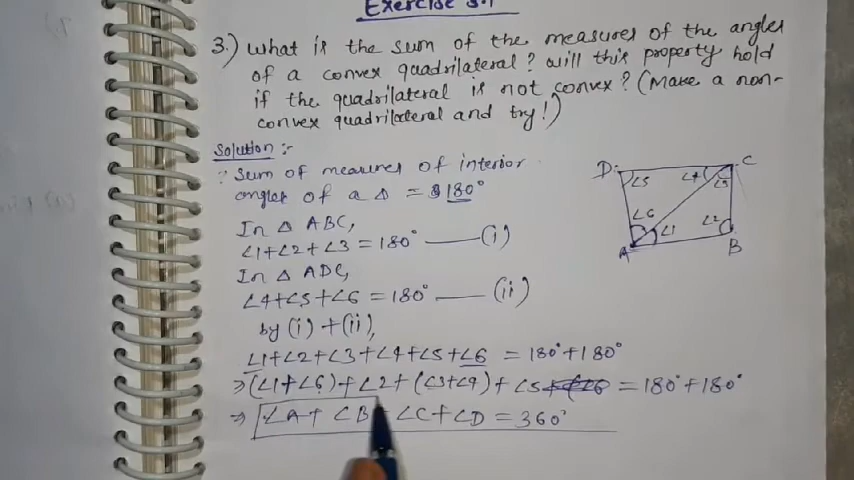 Exercise 3.1
3.) What is the sum of the measures of the angles
of a convex quadrilateral? will this property hold
if the quadrilateral is not convex? (Make a non-
convex quadrilateral and try!)
Solution :-
∵ Sum of measures of interior
angles of a △ = 180°
In △ ABC,
∠1+∠2+∠3 = 180° —— (i)
In △ ADC,
∠4+∠5+∠6 = 180° —— (ii)
by (i) + (ii),
∠1+∠2+∠3+∠4+∠5+∠6 = 180°+180°
⇒ (∠1+∠6)+∠2+(∠3+∠4)+∠5 = 180°+180°
⇒ ∠A+ ∠B+ ∠C+∠D = 360°
D
C
∠5
∠4
∠3
∠6
∠1
∠2
A
B